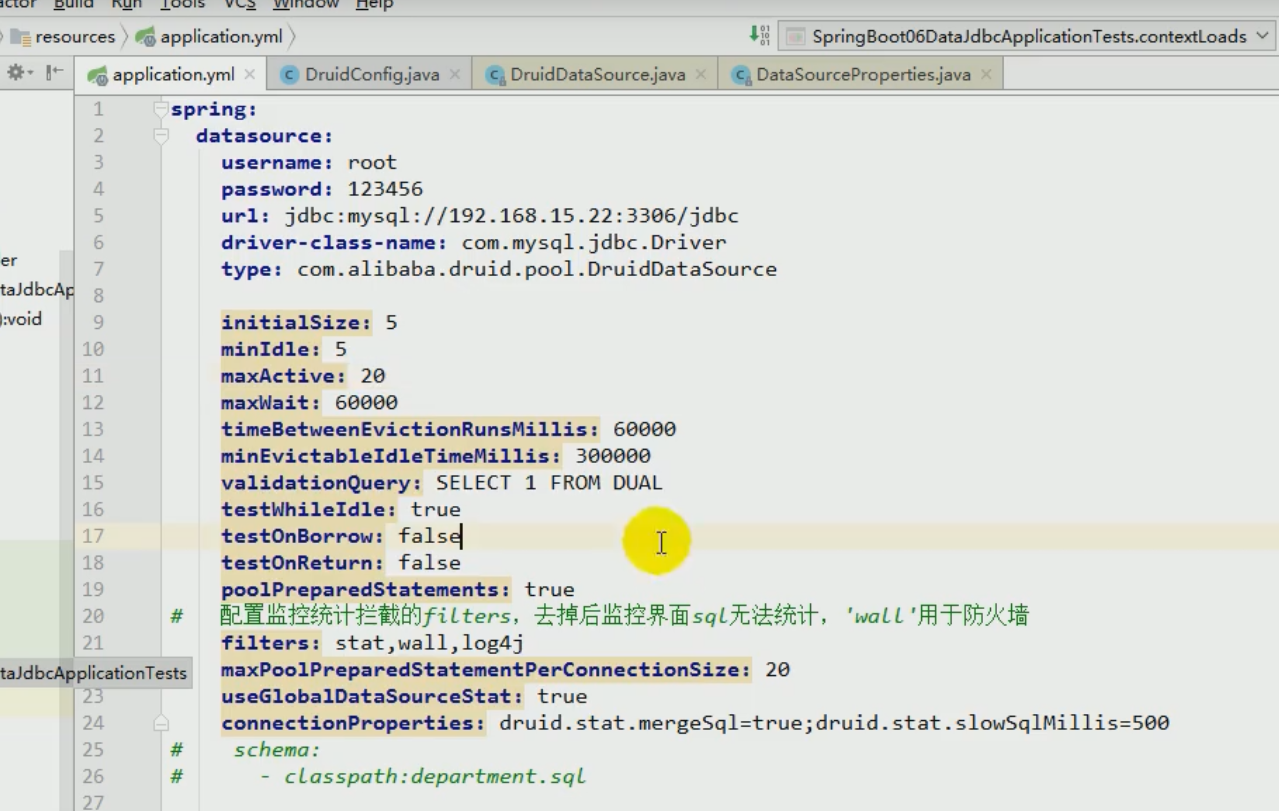 actor Build Run Tools VCS Window Help
resources application.yml SpringBoot06DataJdbcApplicationTests.contextLoads
application.yml DruidConfig.java DruidDataSource.java DataSourceProperties.java
1 spring:
2 datasource:
3 username: root
4 password: 123456
5 url: jdbc:mysql://192.168.15.22:3306/jdbc
6 driver-class-name: com.mysql.jdbc.Driver
er
7 type: com.alibaba.druid.pool.DruidDataSource
taJdbcAp
8
):void
9 initialSize: 5
10 minIdle: 5
11 maxActive: 20
12 maxWait: 60000
13 timeBetweenEvictionRunsMillis: 60000
14 minEvictableIdleTimeMillis: 300000
15 validationQuery: SELECT 1 FROM DUAL
16 testWhileIdle: true
17 testOnBorrow: false
18 testOnReturn: false
19 poolPreparedStatements: true
20 # 配置监控统计拦截的filters，去掉后监控界面sql无法统计，'wall'用于防火墙
21 filters: stat,wall,log4j
taJdbcApplicationTests maxPoolPreparedStatementPerConnectionSize: 20
23 useGlobalDataSourceStat: true
24 connectionProperties: druid.stat.mergeSql=true;druid.stat.slowSqlMillis=500
25 # schema:
26 # - classpath:department.sql
27